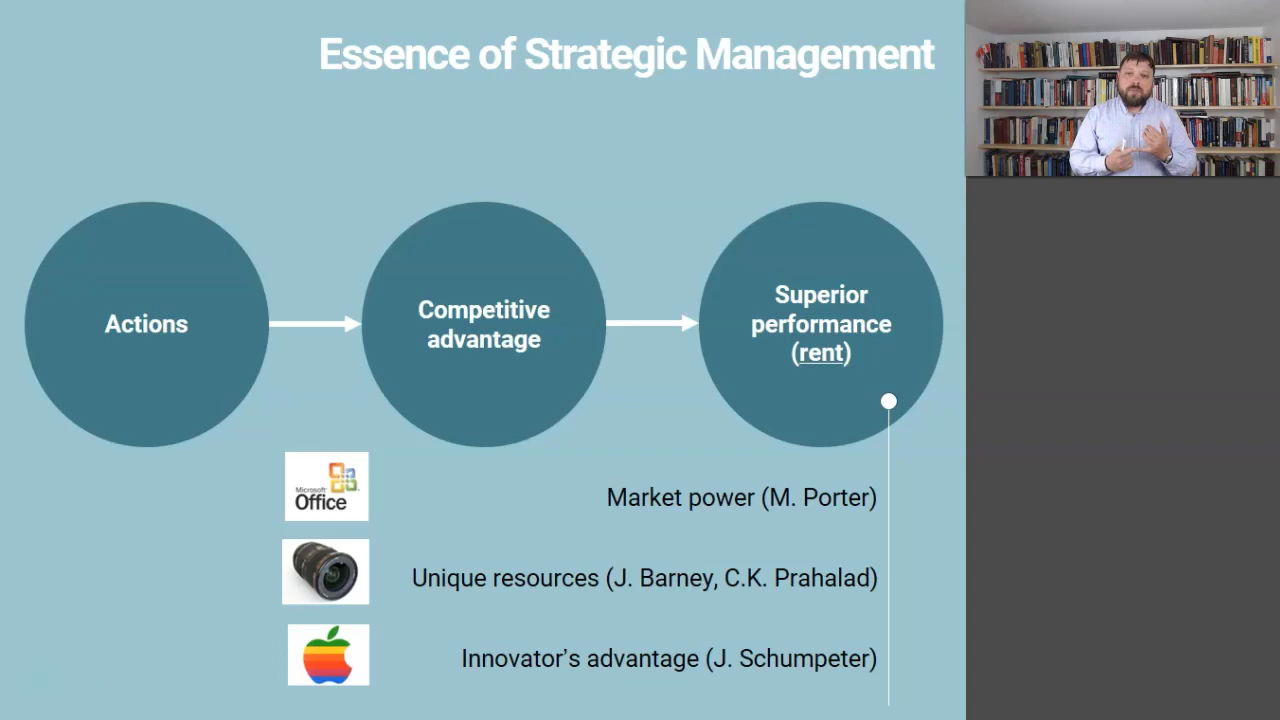 Essence of Strategic Management
Actions
Competitive
advantage
Superior
performance
(rent)
Microsoft
Office
Market power (M. Porter)
Unique resources (J. Barney, C.K. Prahalad)
Innovator's advantage (J. Schumpeter)